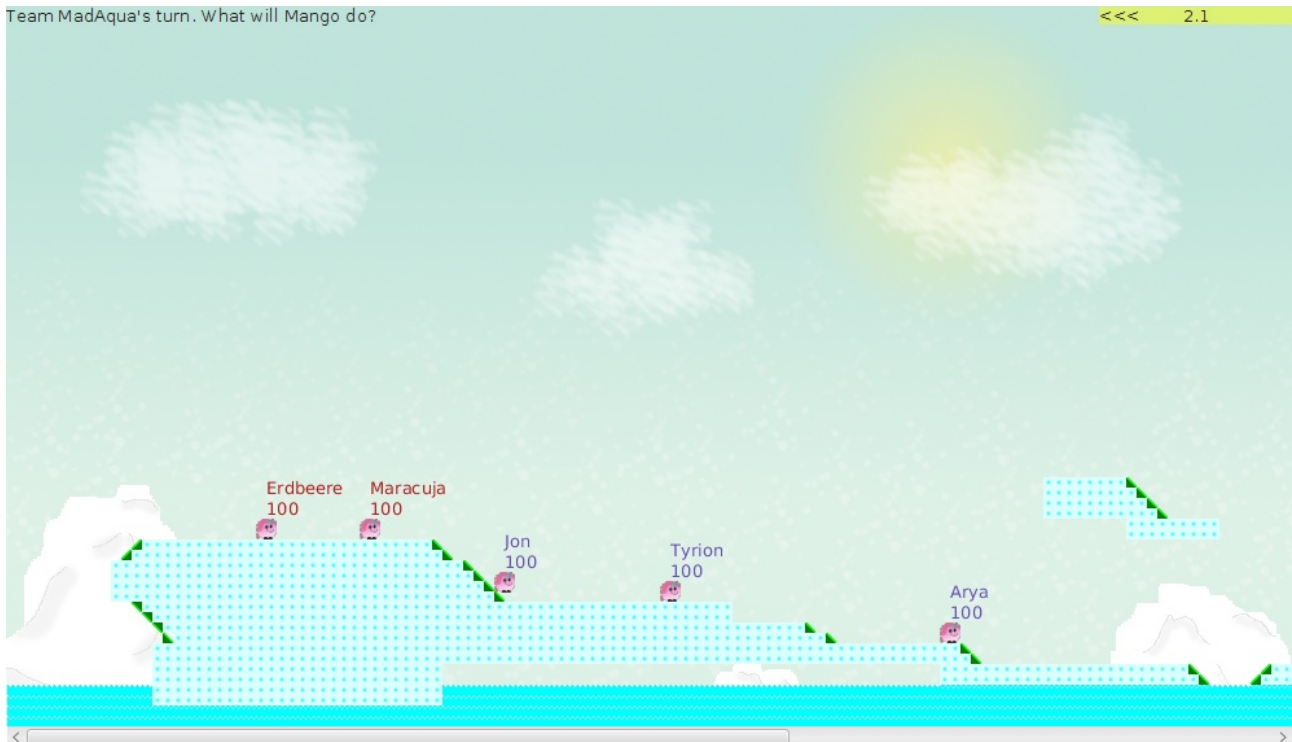 Team MadAqua's turn. What will Mango do?
<<< 2.1
Erdbeere
100
Maracuja
100
Jon
100
Tyrion
100
Arya
100